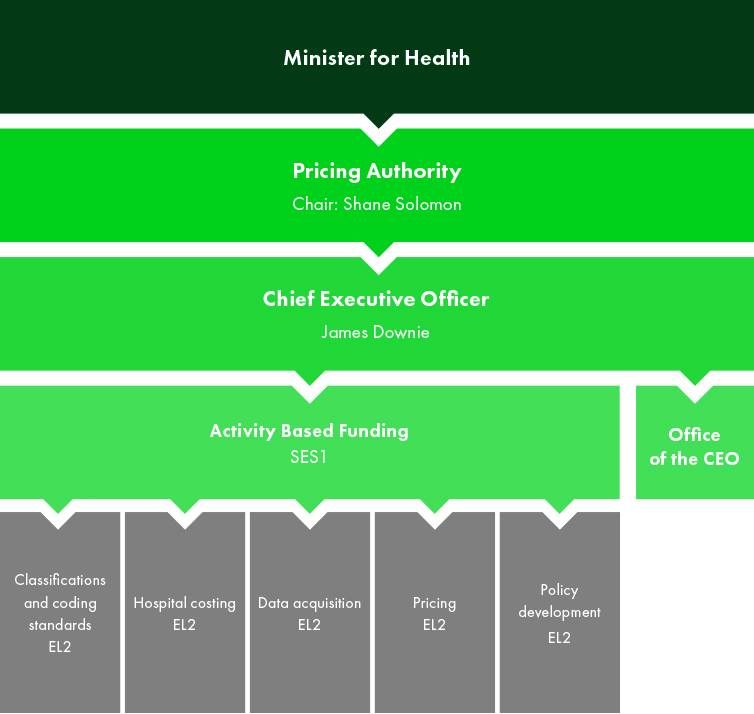 Minister for Health
Pricing Authority
Chair: Shane Solomon
Chief Executive Officer
James Downie
Activity Based Funding
SES1
Office
of the CEO
Classifications
and coding
standards
EL2
Hospital costing
EL2
Data acquisition
EL2
Pricing
EL2
Policy
development
EL2